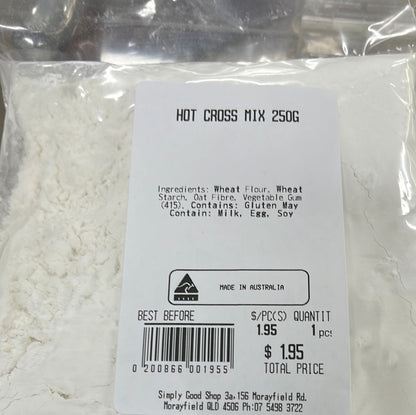 HOT CROSS MIX 250G
Ingredients: Wheat Flour, Wheat
Starch, Oat Fibre, Vegetable Gum
(415), Contains: Gluten May
Contain: Milk, Egg, Soy
MADE IN AUSTRALIA
BEST BEFORE $/PC(S) QUANTIT
1.95 1 pcs
$ 1.95
TOTAL PRICE
0 200866 001955
Simply Good Shop 3a,156 Morayfield Rd.
Morayfield QLD 4506 Ph:07 5498 3722